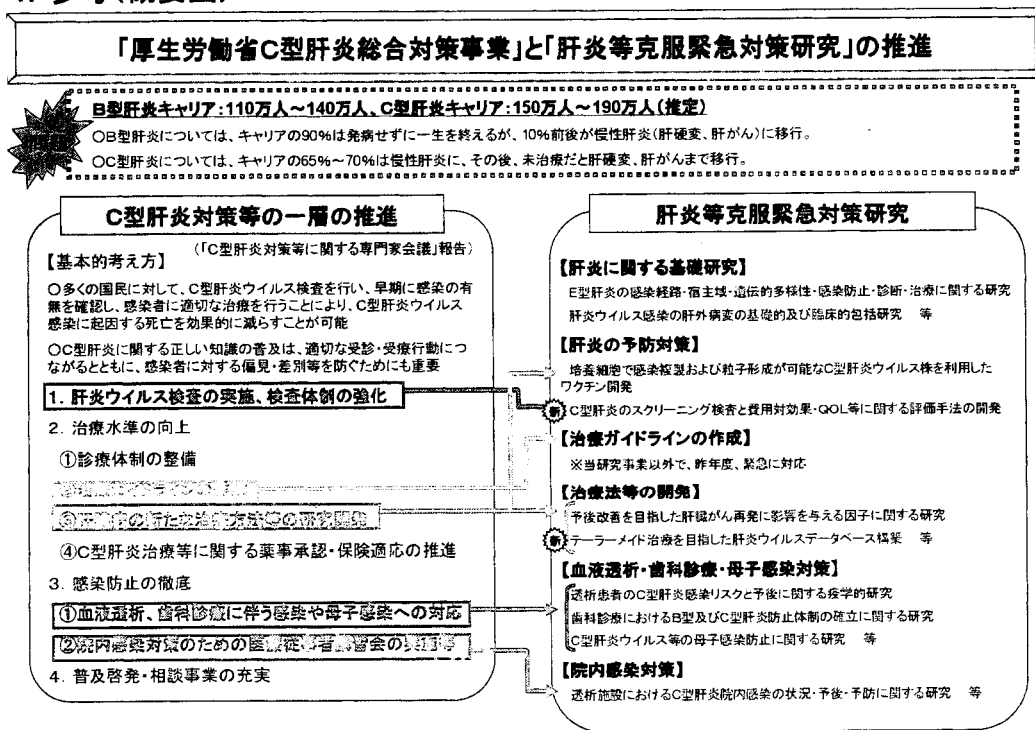 「厚生労働省C型肝炎総合対策事業」と「肝炎等克服緊急対策研究」の推進
B型肝炎キャリア:110万人～140万人、C型肝炎キャリア:150万人～190万人(推定)
○B型肝炎については、キャリアの90%は発病せずに一生を終えるが、10%前後が慢性肝炎(肝硬変、肝がん)に移行。
○C型肝炎については、キャリアの65%～70%は慢性肝炎に、その後、未治療だと肝硬変、肝がんまで移行。
C型肝炎対策等の一層の推進
(「C型肝炎対策等に関する専門家会議」報告)
【基本的考え方】
○多くの国民に対して、C型肝炎ウイルス検査を行い、早期に感染の有
無を確認し、感染者に適切な治療を行うことにより、C型肝炎ウイルス
感染に起因する死亡を効果的に減らすことが可能
○C型肝炎に関する正しい知識の普及は、適切な受診・受療行動につ
ながるとともに、感染者に対する偏見・差別等を防ぐためにも重要
1. 肝炎ウイルス検査の実施、検査体制の強化
2. 治療水準の向上
①診療体制の整備
④C型肝炎治療等に関する薬事承認・保険適応の推進
3. 感染防止の徹底
①血液透析、歯科診療に伴う感染や母子感染への対応
②院内感染対策のための医療従事者講習会の
4. 普及啓発・相談事業の充実
肝炎等克服緊急対策研究
【肝炎に関する基礎研究】
E型肝炎の感染経路・宿主域・遺伝的多様性・感染防止・診断・治療に関する研究
肝炎ウイルス感染の肝外病変の基礎的及び臨床的包括研究 等
【肝炎の予防対策】
培養細胞で感染複製および粒子形成が可能なC型肝炎ウイルス株を利用した
ワクチン開発
新 C型肝炎のスクリーニング検査と費用対効果・QOL等に関する評価手法の開発
【治療ガイドラインの作成】
※当研究事業以外で、昨年度、緊急に対応
【治療法等の開発】
予後改善を目指した肝臓がん再発に影響を与える因子に関する研究
新 テーラーメイド治療を目指した肝炎ウイルスデータベース構築 等
【血液透析・歯科診療・母子感染対策】
透析患者のC型肝炎感染リスクと予後に関する疫学的研究
歯科診療におけるB型及びC型肝炎防止体制の確立に関する研究
C型肝炎ウイルス等の母子感染防止に関する研究 等
【院内感染対策】
透析施設におけるC型肝炎院内感染の状況・予後・予防に関する研究 等